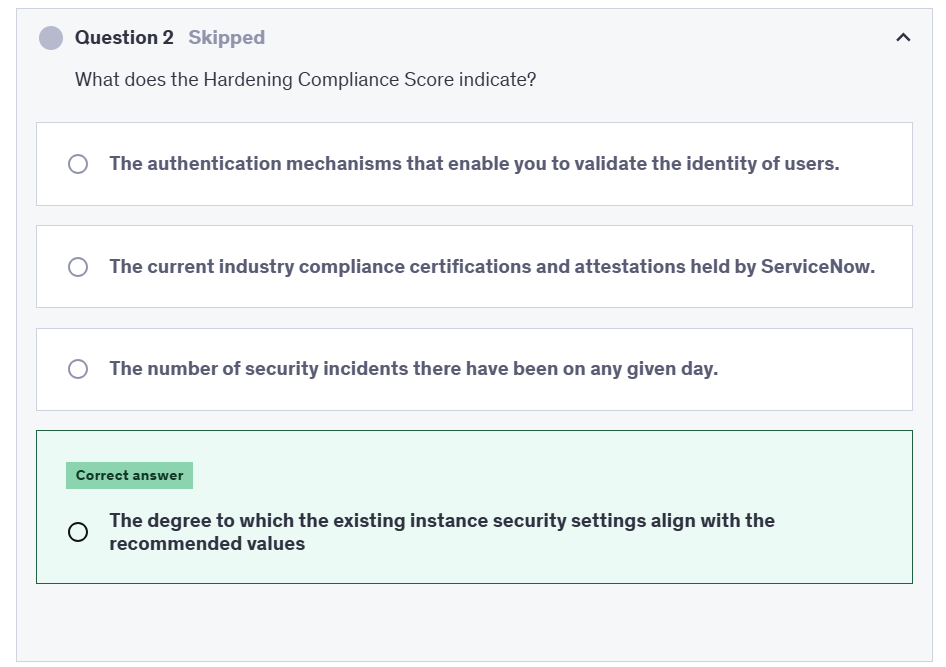 Question 2 Skipped
What does the Hardening Compliance Score indicate?
The authentication mechanisms that enable you to validate the identity of users.
The current industry compliance certifications and attestations held by ServiceNow.
The number of security incidents there have been on any given day.
Correct answer
The degree to which the existing instance security settings align with the
recommended values